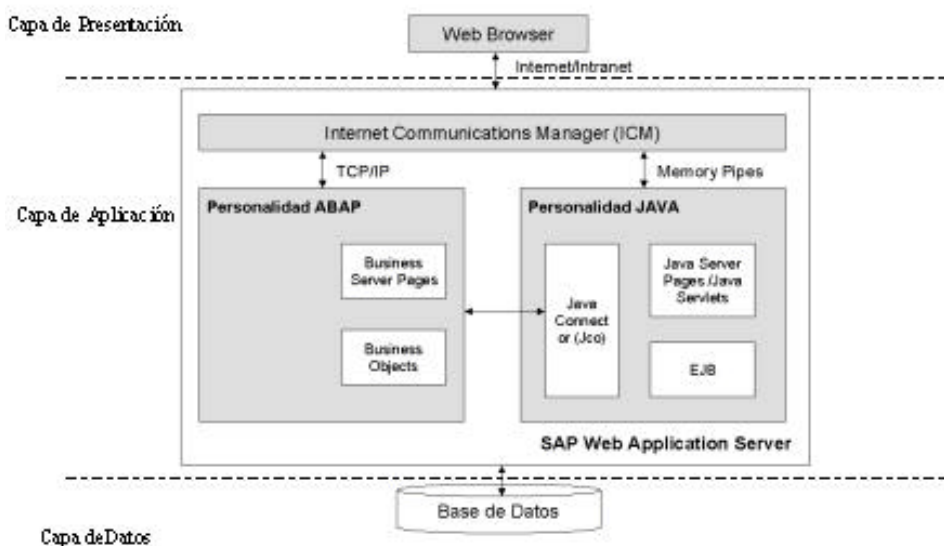 Capa de Presentación
Web Browser
Internet/Intranet
Internet Communications Manager (ICM)
TCP/IP
Memory Pipes
Capa de Aplicación
Personalidad ABAP
Business
Server Pages
Business
Objects
Personalidad JAVA
Java
Connect
or (Jco)
Java Server
Pages /Java
Servlets
EJB
SAP Web Application Server
Base de Datos
Capa de Datos